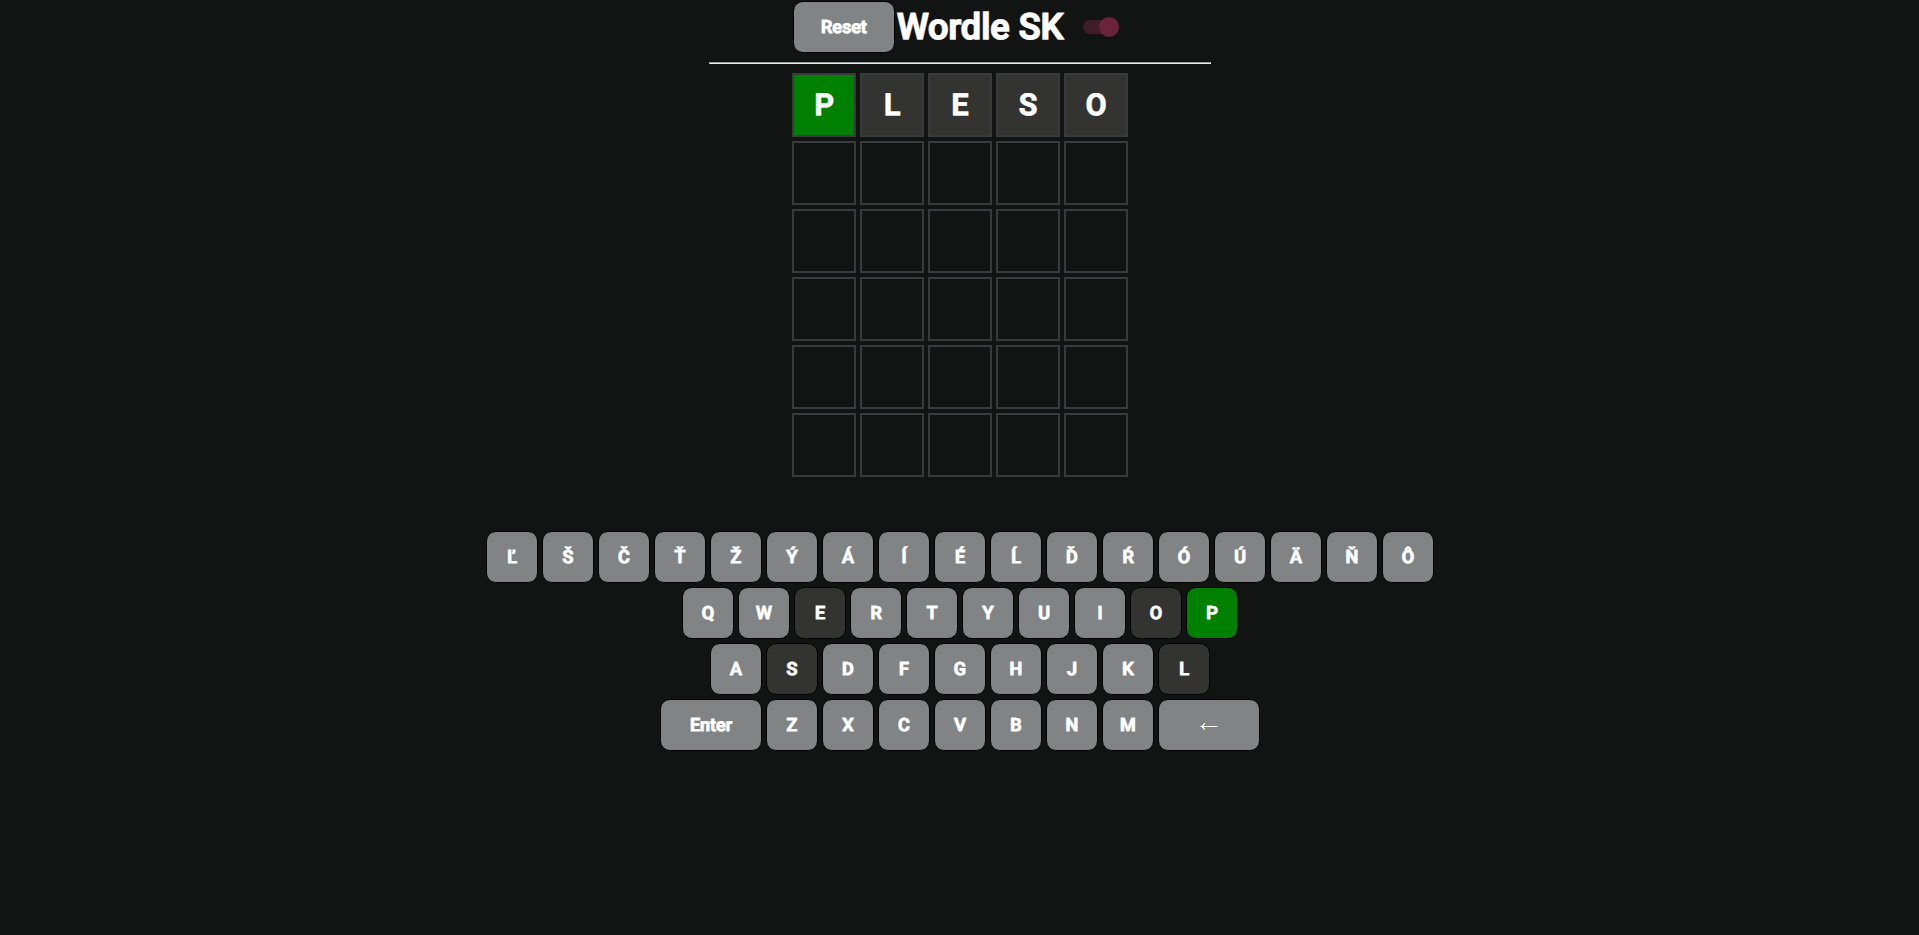 Reset Wordle SK
P L E S O
Ľ Š Č Ť Ž Ý Á Í É Ĺ Ď Ŕ Ó Ú Ä Ň Ô
Q W E R T Y U I O P
A S D F G H J K L
Enter Z X C V B N M ←